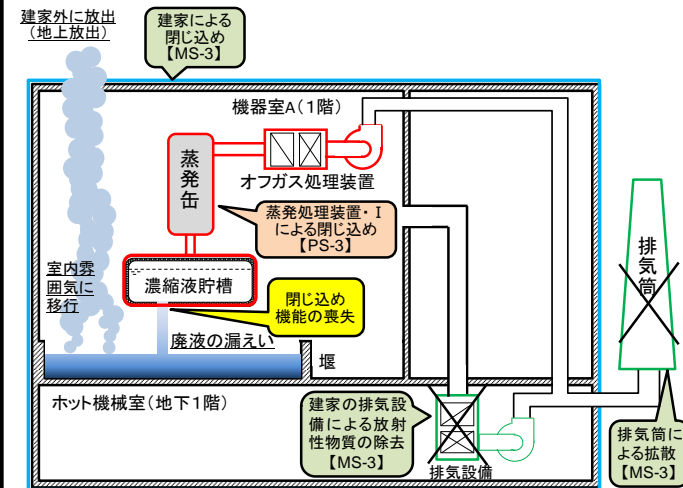 建家外に放出
(地上放出)
建家による
閉じ込め
【MS-3】
機器室A(1階)
蒸
発
缶
オフガス処理装置
蒸発処理装置・Ⅰ
による閉じ込め
【PS-3】
排
気
筒
室内雰
囲気に
移行
濃縮液貯槽
閉じ込め
機能の喪失
廃液の漏えい
堰
ホット機械室(地下1階)
建家の排気設
備による放射
性物質の除去
【MS-3】
排気設備
排気筒に
よる拡散
【MS-3】